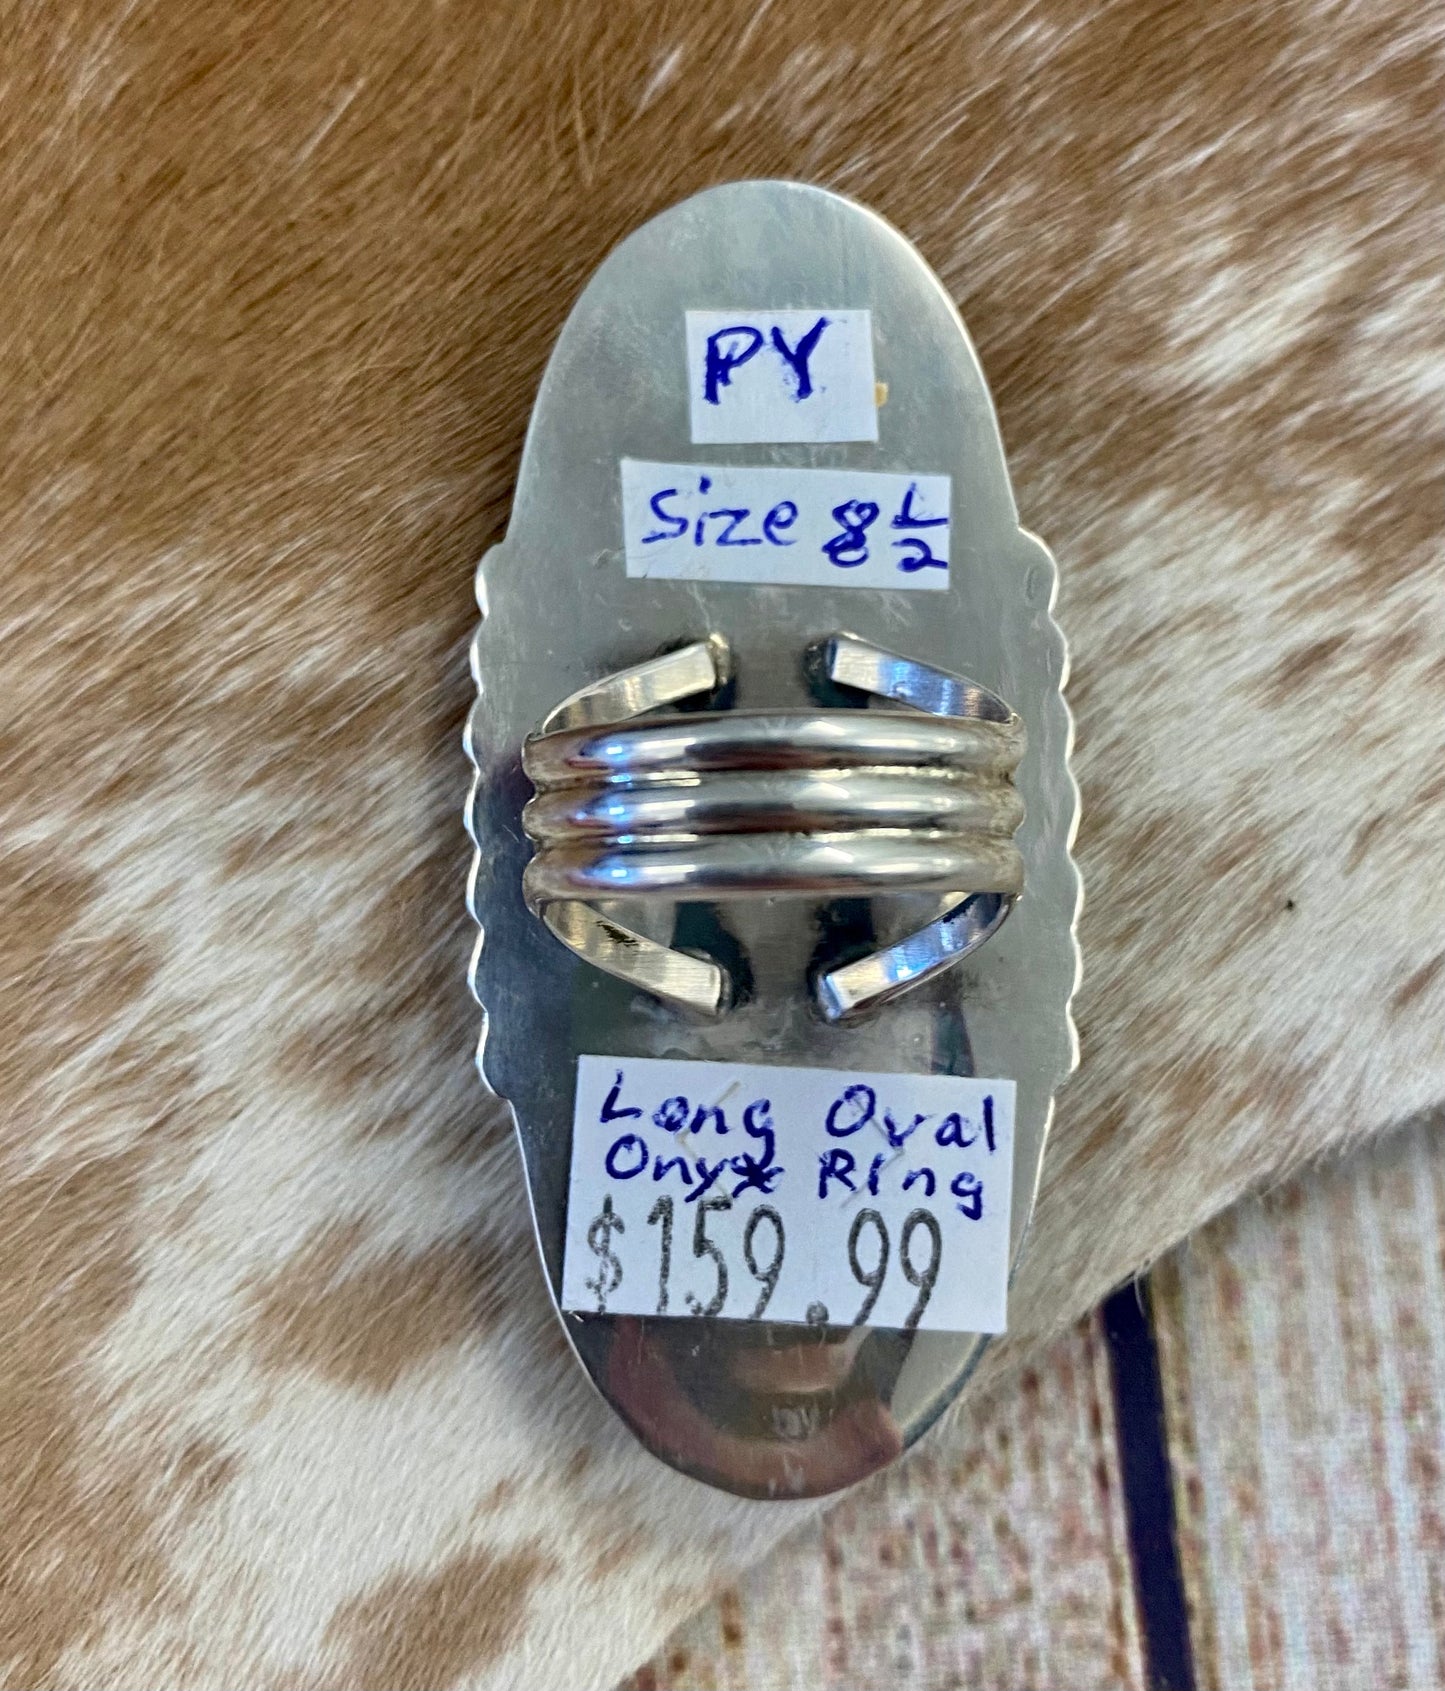 PY
Size 8 1/2
Long Oval
Onyx Ring
$159.99